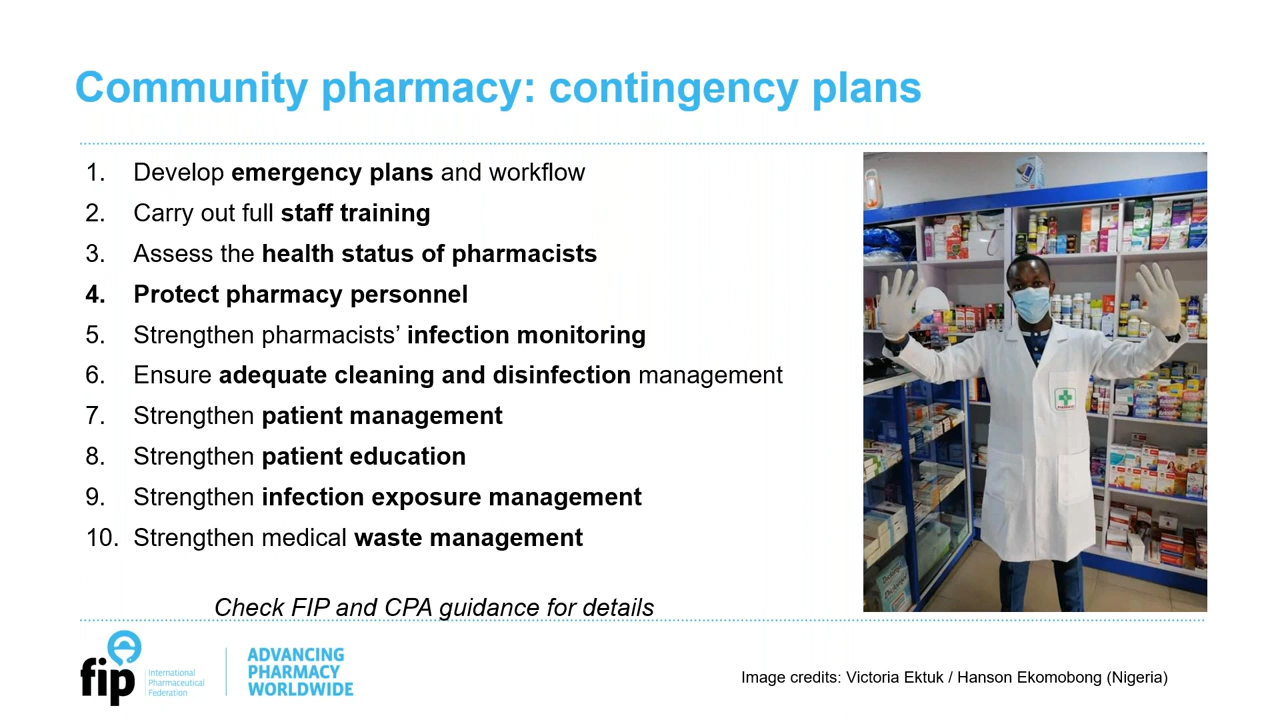 Community pharmacy: contingency plans
1. Develop emergency plans and workflow
2. Carry out full staff training
3. Assess the health status of pharmacists
4. Protect pharmacy personnel
5. Strengthen pharmacists’ infection monitoring
6. Ensure adequate cleaning and disinfection management
7. Strengthen patient management
8. Strengthen patient education
9. Strengthen infection exposure management
10. Strengthen medical waste management
Check FIP and CPA guidance for details
fip
International
Pharmaceutical
Federation
ADVANCING
PHARMACY
WORLDWIDE
Image credits: Victoria Ektuk / Hanson Ekomobong (Nigeria)